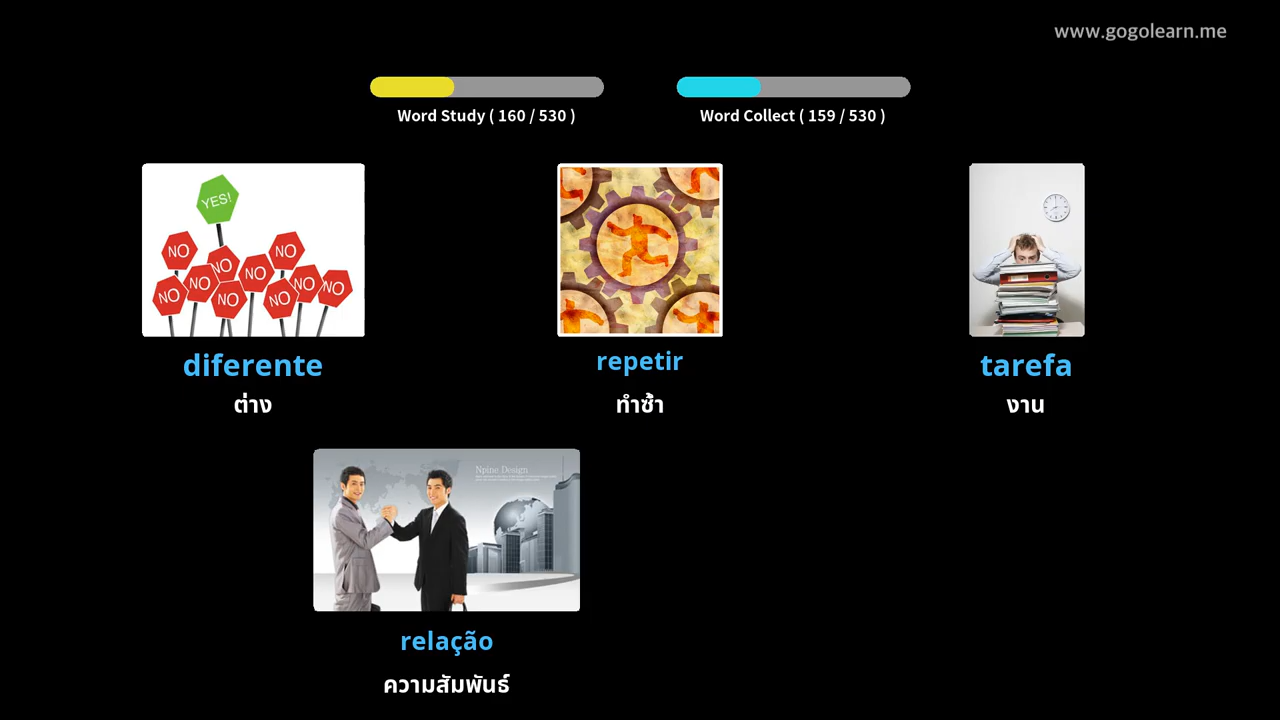 www.gogolearn.me
Word Study ( 160 / 530 )
Word Collect ( 159 / 530 )
YES!
NO
NO
NO
NO
NO
NO
NO
NO
NO
NO
diferente
ต่าง
repetir
ทำซ้ำ
tarefa
งาน
Npine Design
relação
ความสัมพันธ์